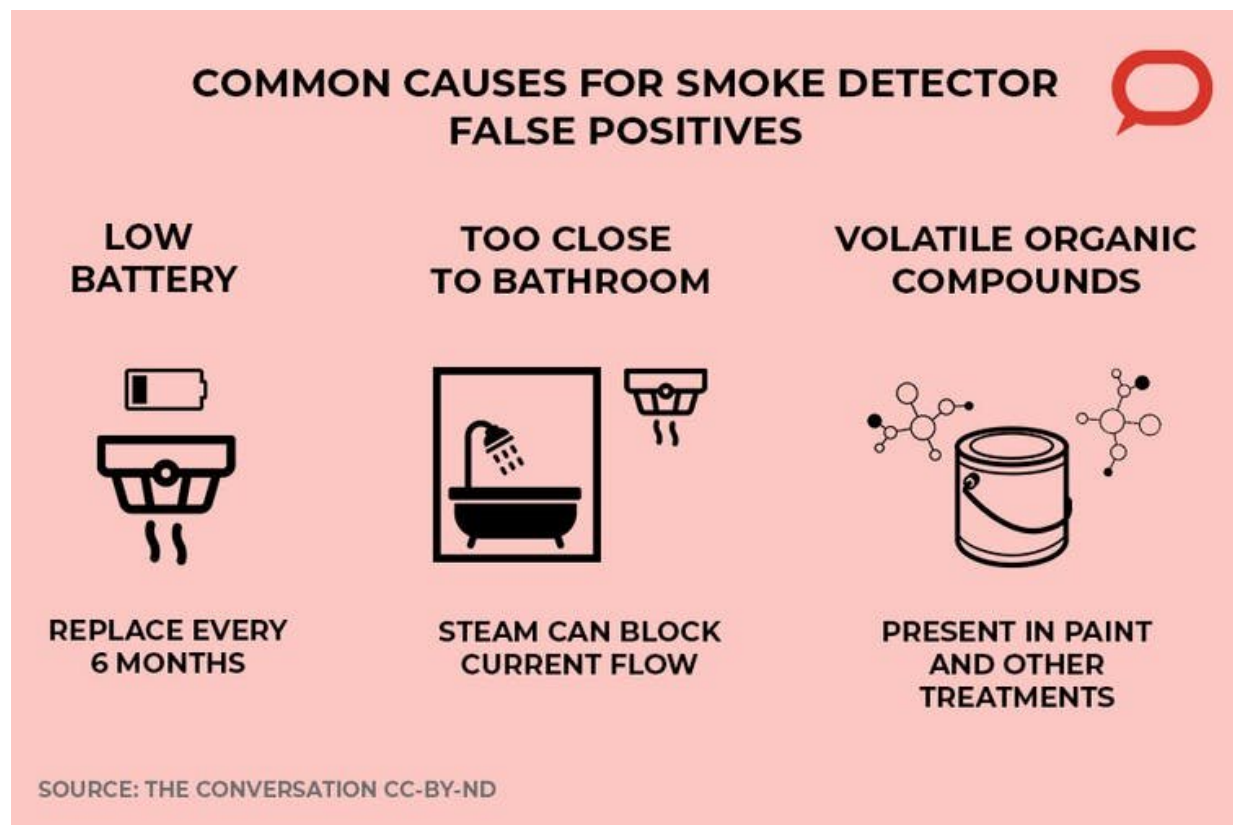 COMMON CAUSES FOR SMOKE DETECTOR
FALSE POSITIVES
LOW
BATTERY
REPLACE EVERY
6 MONTHS
TOO CLOSE
TO BATHROOM
STEAM CAN BLOCK
CURRENT FLOW
VOLATILE ORGANIC
COMPOUNDS
PRESENT IN PAINT
AND OTHER
TREATMENTS
SOURCE: THE CONVERSATION CC-BY-ND